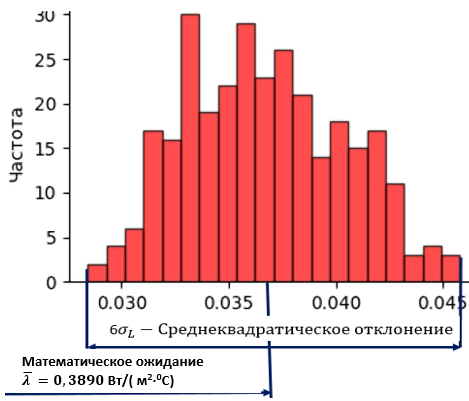 30
25
20
15
10
5
0
Частота
0.030 0.035 0.040 0.045
6σ_L − Среднеквадратическое отклонение
Математическое ожидание
λ̅ = 0,3890 Вт/( м²·⁰С)